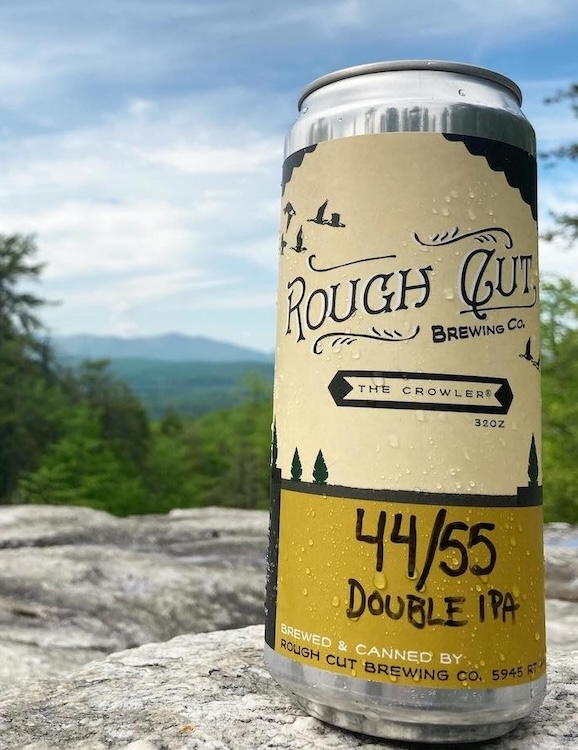 ROUGH CUT
BREWING CO.
THE CROWLER®
32OZ
44/55
DOUBLE IPA
BREWED & CANNED BY
ROUGH CUT BREWING CO. 5945 RT